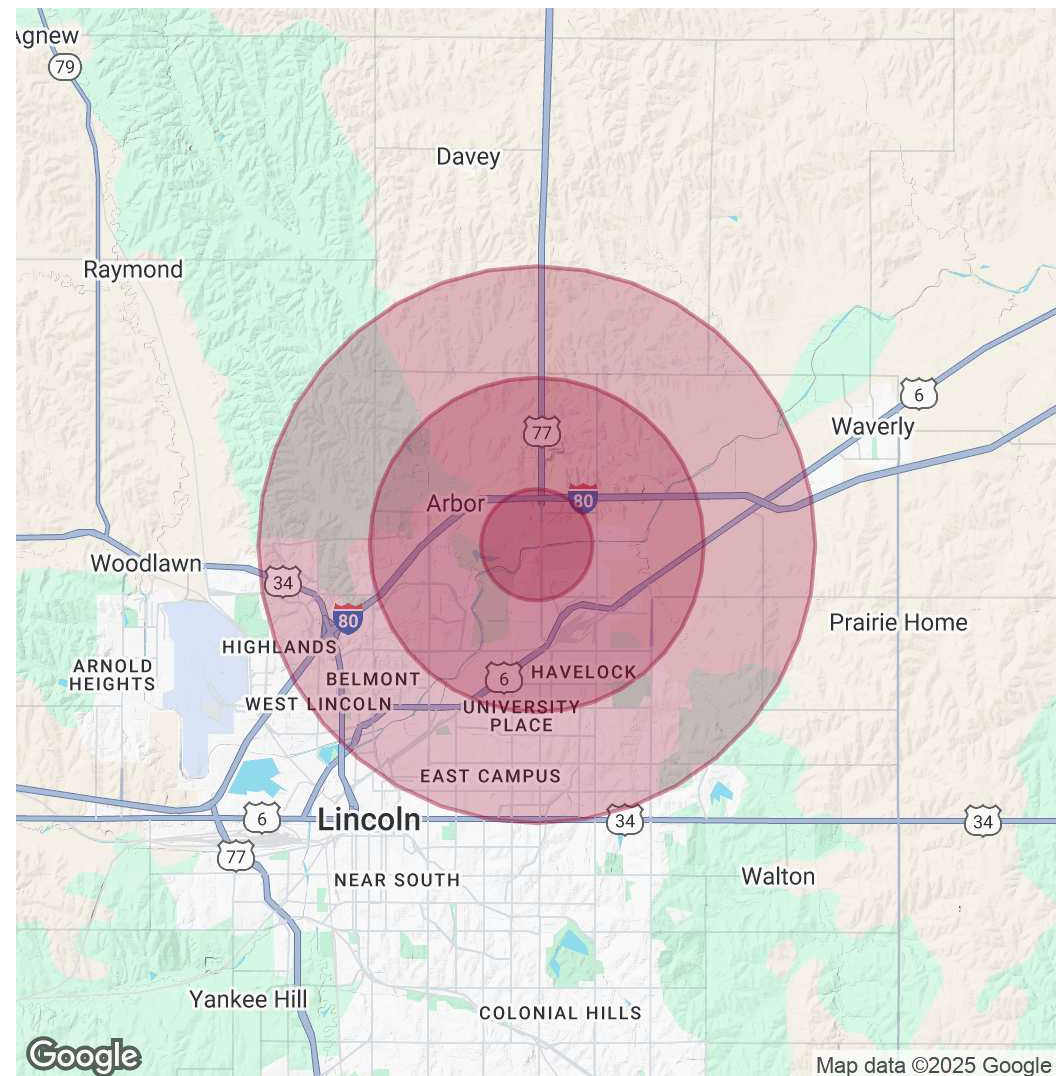 Agnew
79
Davey
Raymond
6
Waverly
77
Arbor
80
Woodlawn
34
80
Prairie Home
HIGHLANDS
ARNOLD
HEIGHTS
BELMONT
6
HAVELOCK
WEST LINCOLN
UNIVERSITY
PLACE
EAST CAMPUS
6
Lincoln
34
34
77
NEAR SOUTH
Walton
Yankee Hill
COLONIAL HILLS
Google
Map data ©2025 Google